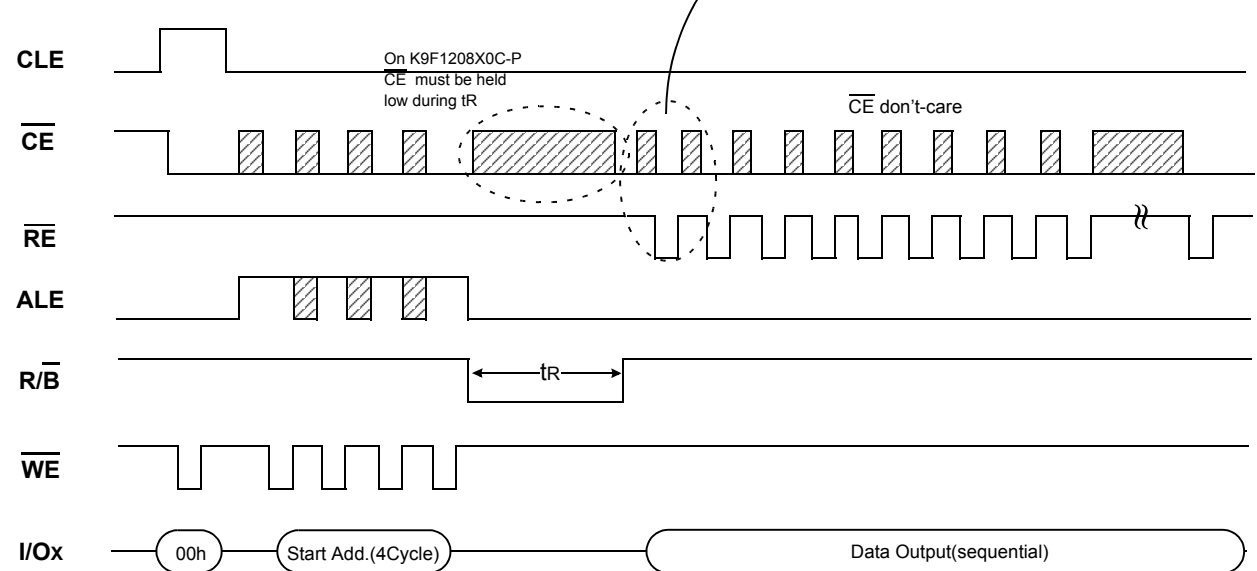 CLE
On K9F1208X0C-P
CE must be held
low during tR
CE
CE don't-care
RE
ALE
R/B
tR
WE
I/Ox
00h
Start Add.(4Cycle)
Data Output(sequential)